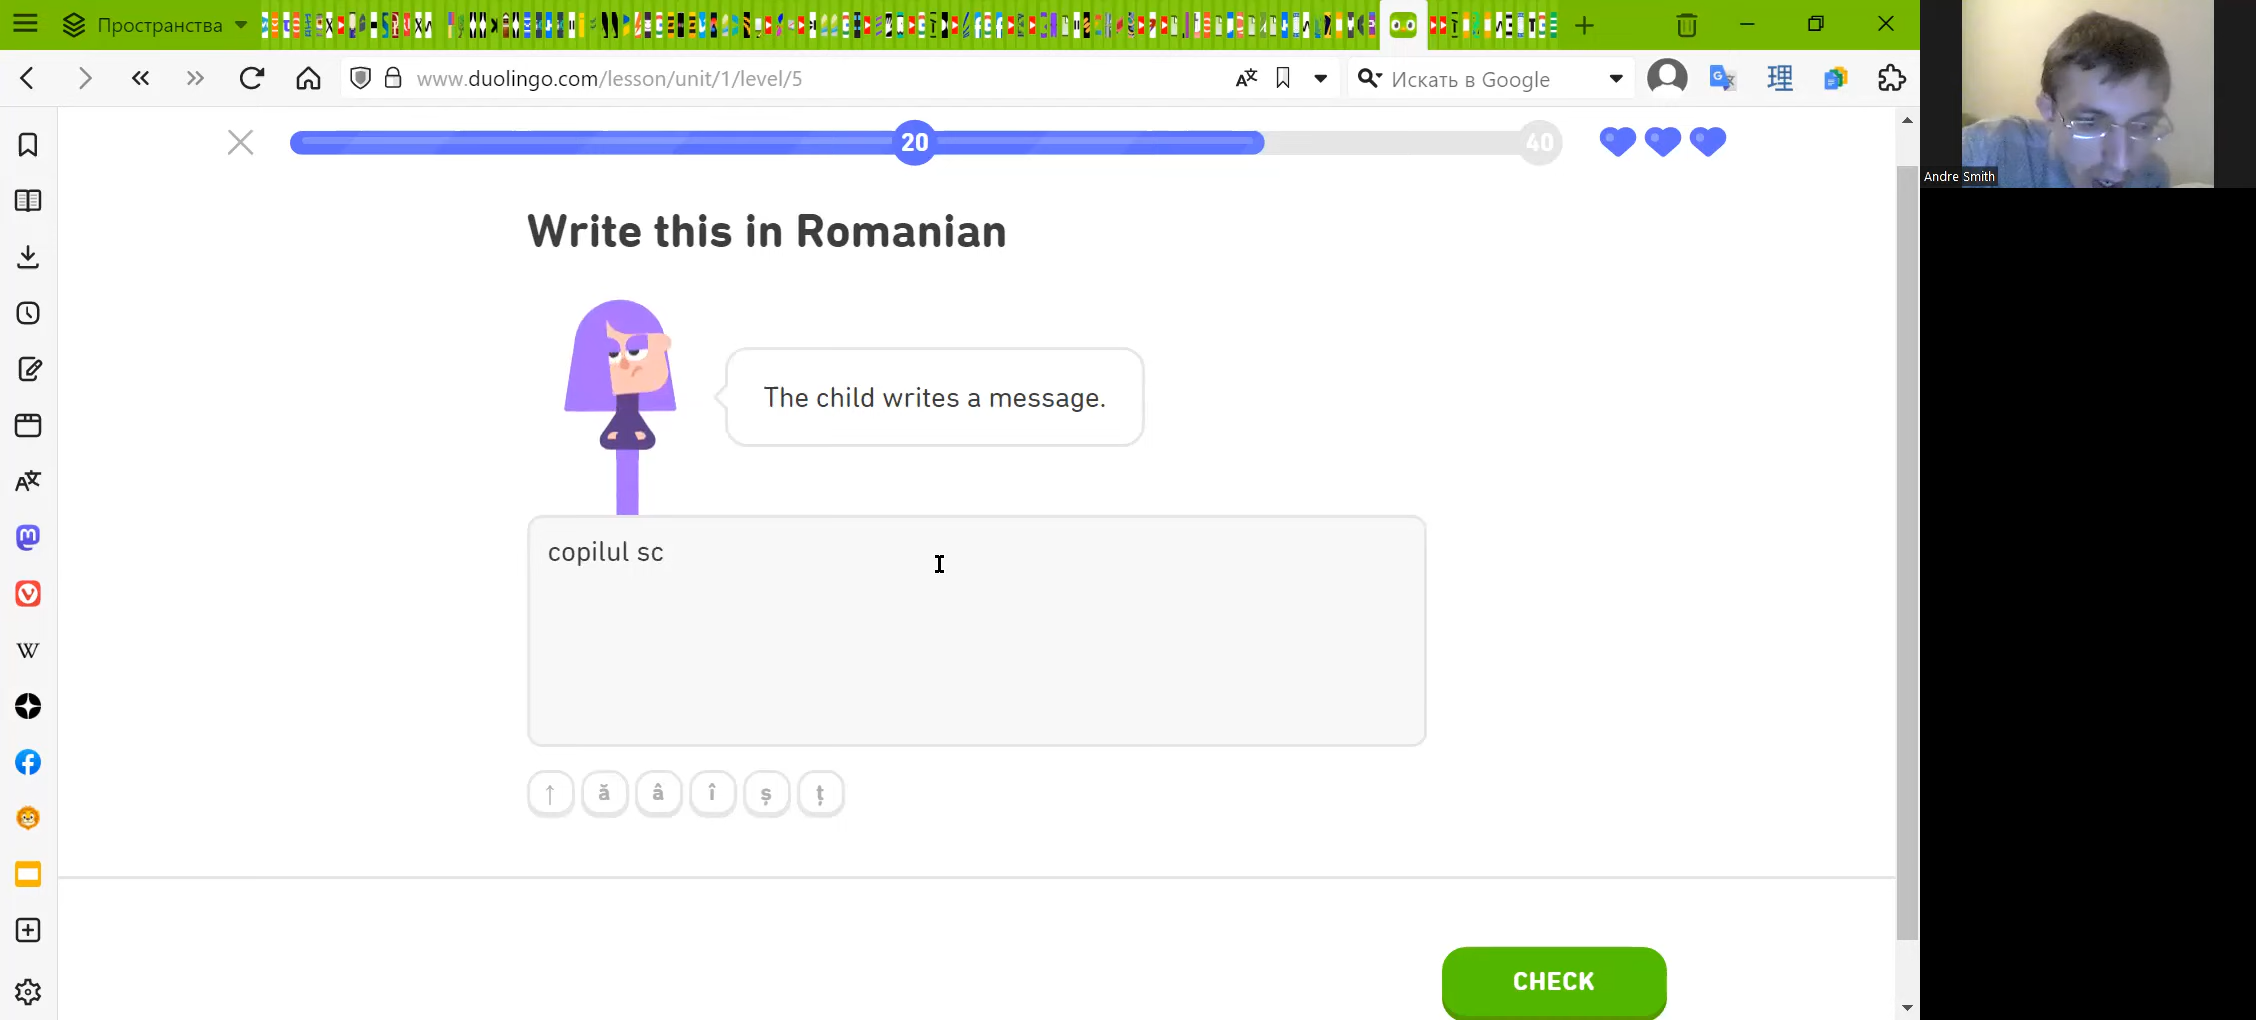 Пространства
www.duolingo.com/lesson/unit/1/level/5
Искать в Google
20
40
Andre Smith
Write this in Romanian
The child writes a message.
copilul sc
↑ ă â î ș ț
CHECK